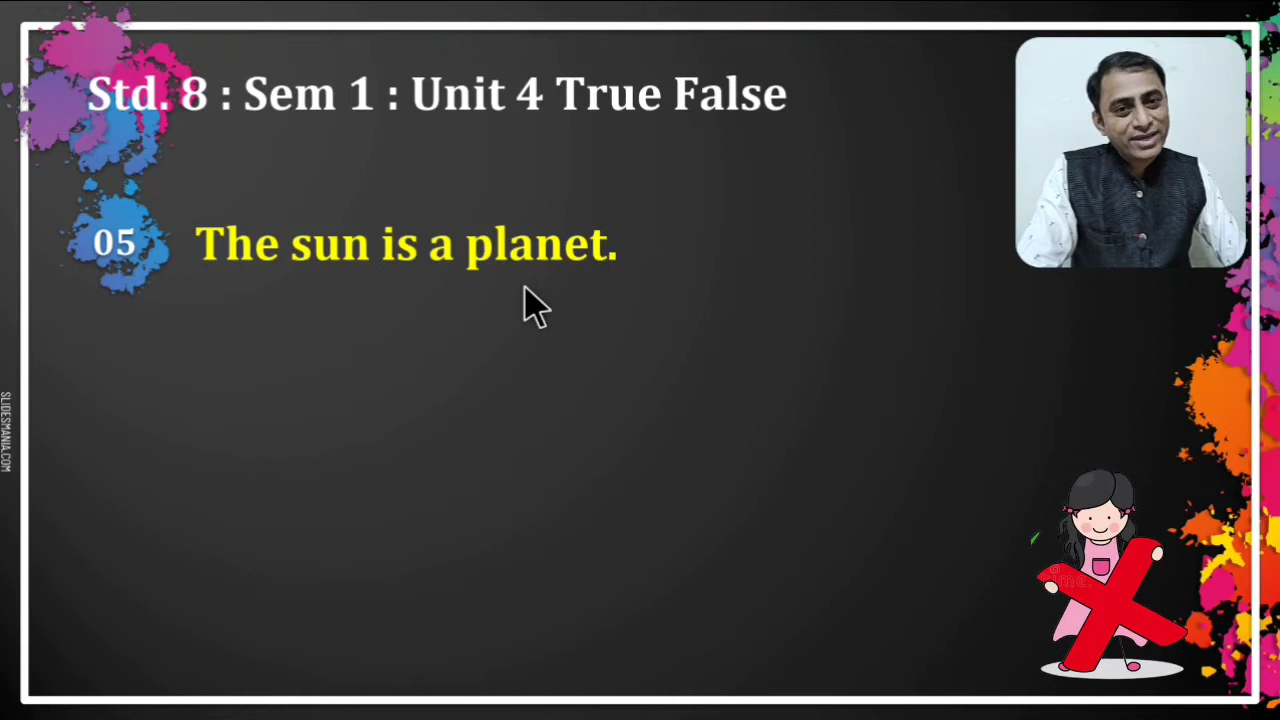 Std. 8 : Sem 1 : Unit 4 True False
05 The sun is a planet.
SLIDESMANIA.COM